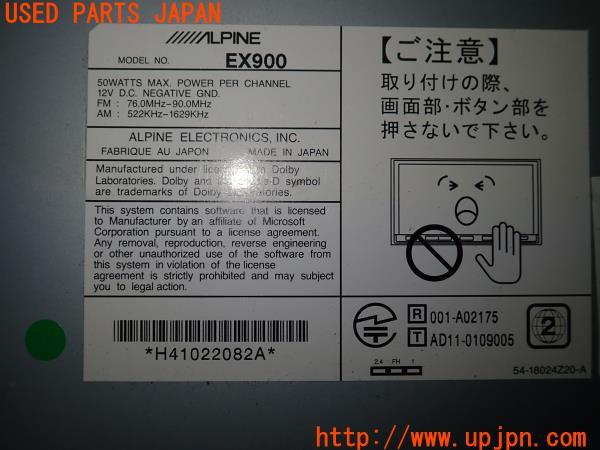 USED PARTS JAPAN
ALPINE
MODEL NO. EX900
50WATTS MAX. POWER PER CHANNEL
12V D.C. NEGATIVE GND.
FM : 76.0MHz-90.0MHz
AM : 522KHz-1629KHz
ALPINE ELECTRONICS, INC.
FABRIQUE AU JAPON MADE IN JAPAN
Manufactured under Dolby
Laboratories. Dolby and symbol
are trademarks of Dolby
This system contains software that is licensed
to Manufacturer by an affiliate of Microsoft
Corporation pursuant to a license agreement.
Any removal, reproduction, reverse engineering
or other unauthorized use of the software from
this system in violation of the license
agreement is strictly prohibited and may subject
you to legal action.
*H41022082A*
【ご注意】
取り付けの際、
画面部・ボタン部を
押さないで下さい。
R 001-A02175
T AD11-0109005
2
2.4 FH 1
54-18024Z20-A
http://www.upjpn.com/